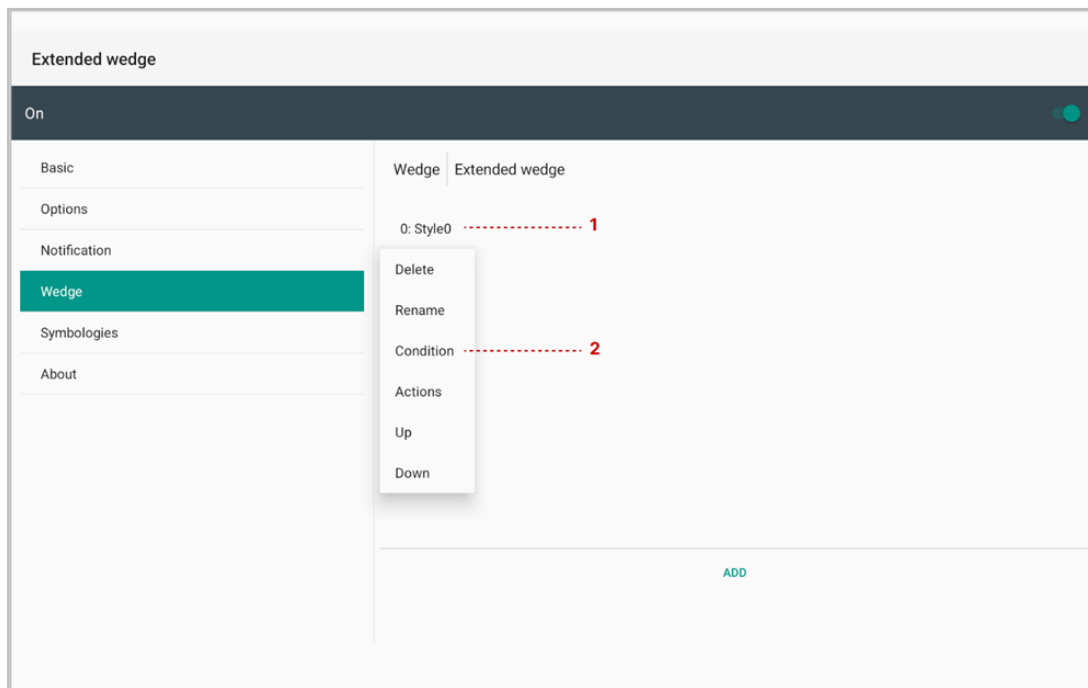 Extended wedge
On
Basic
Options
Notification
Wedge
Symbologies
About
Wedge Extended wedge
0: Style0 1
Delete
Rename
Condition 2
Actions
Up
Down
ADD